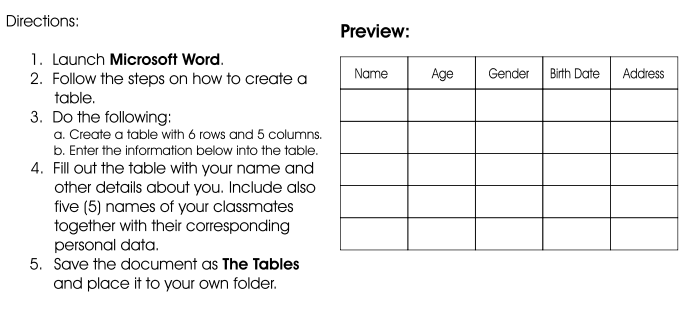 Directions:
1. Launch Microsoft Word.
2. Follow the steps on how to create a
table.
3. Do the following:
a. Create a table with 6 rows and 5 columns.
b. Enter the information below into the table.
4. Fill out the table with your name and
other details about you. Include also
five (5) names of your classmates
together with their corresponding
personal data.
5. Save the document as The Tables
and place it to your own folder.
Preview:
Name Age Gender Birth Date Address